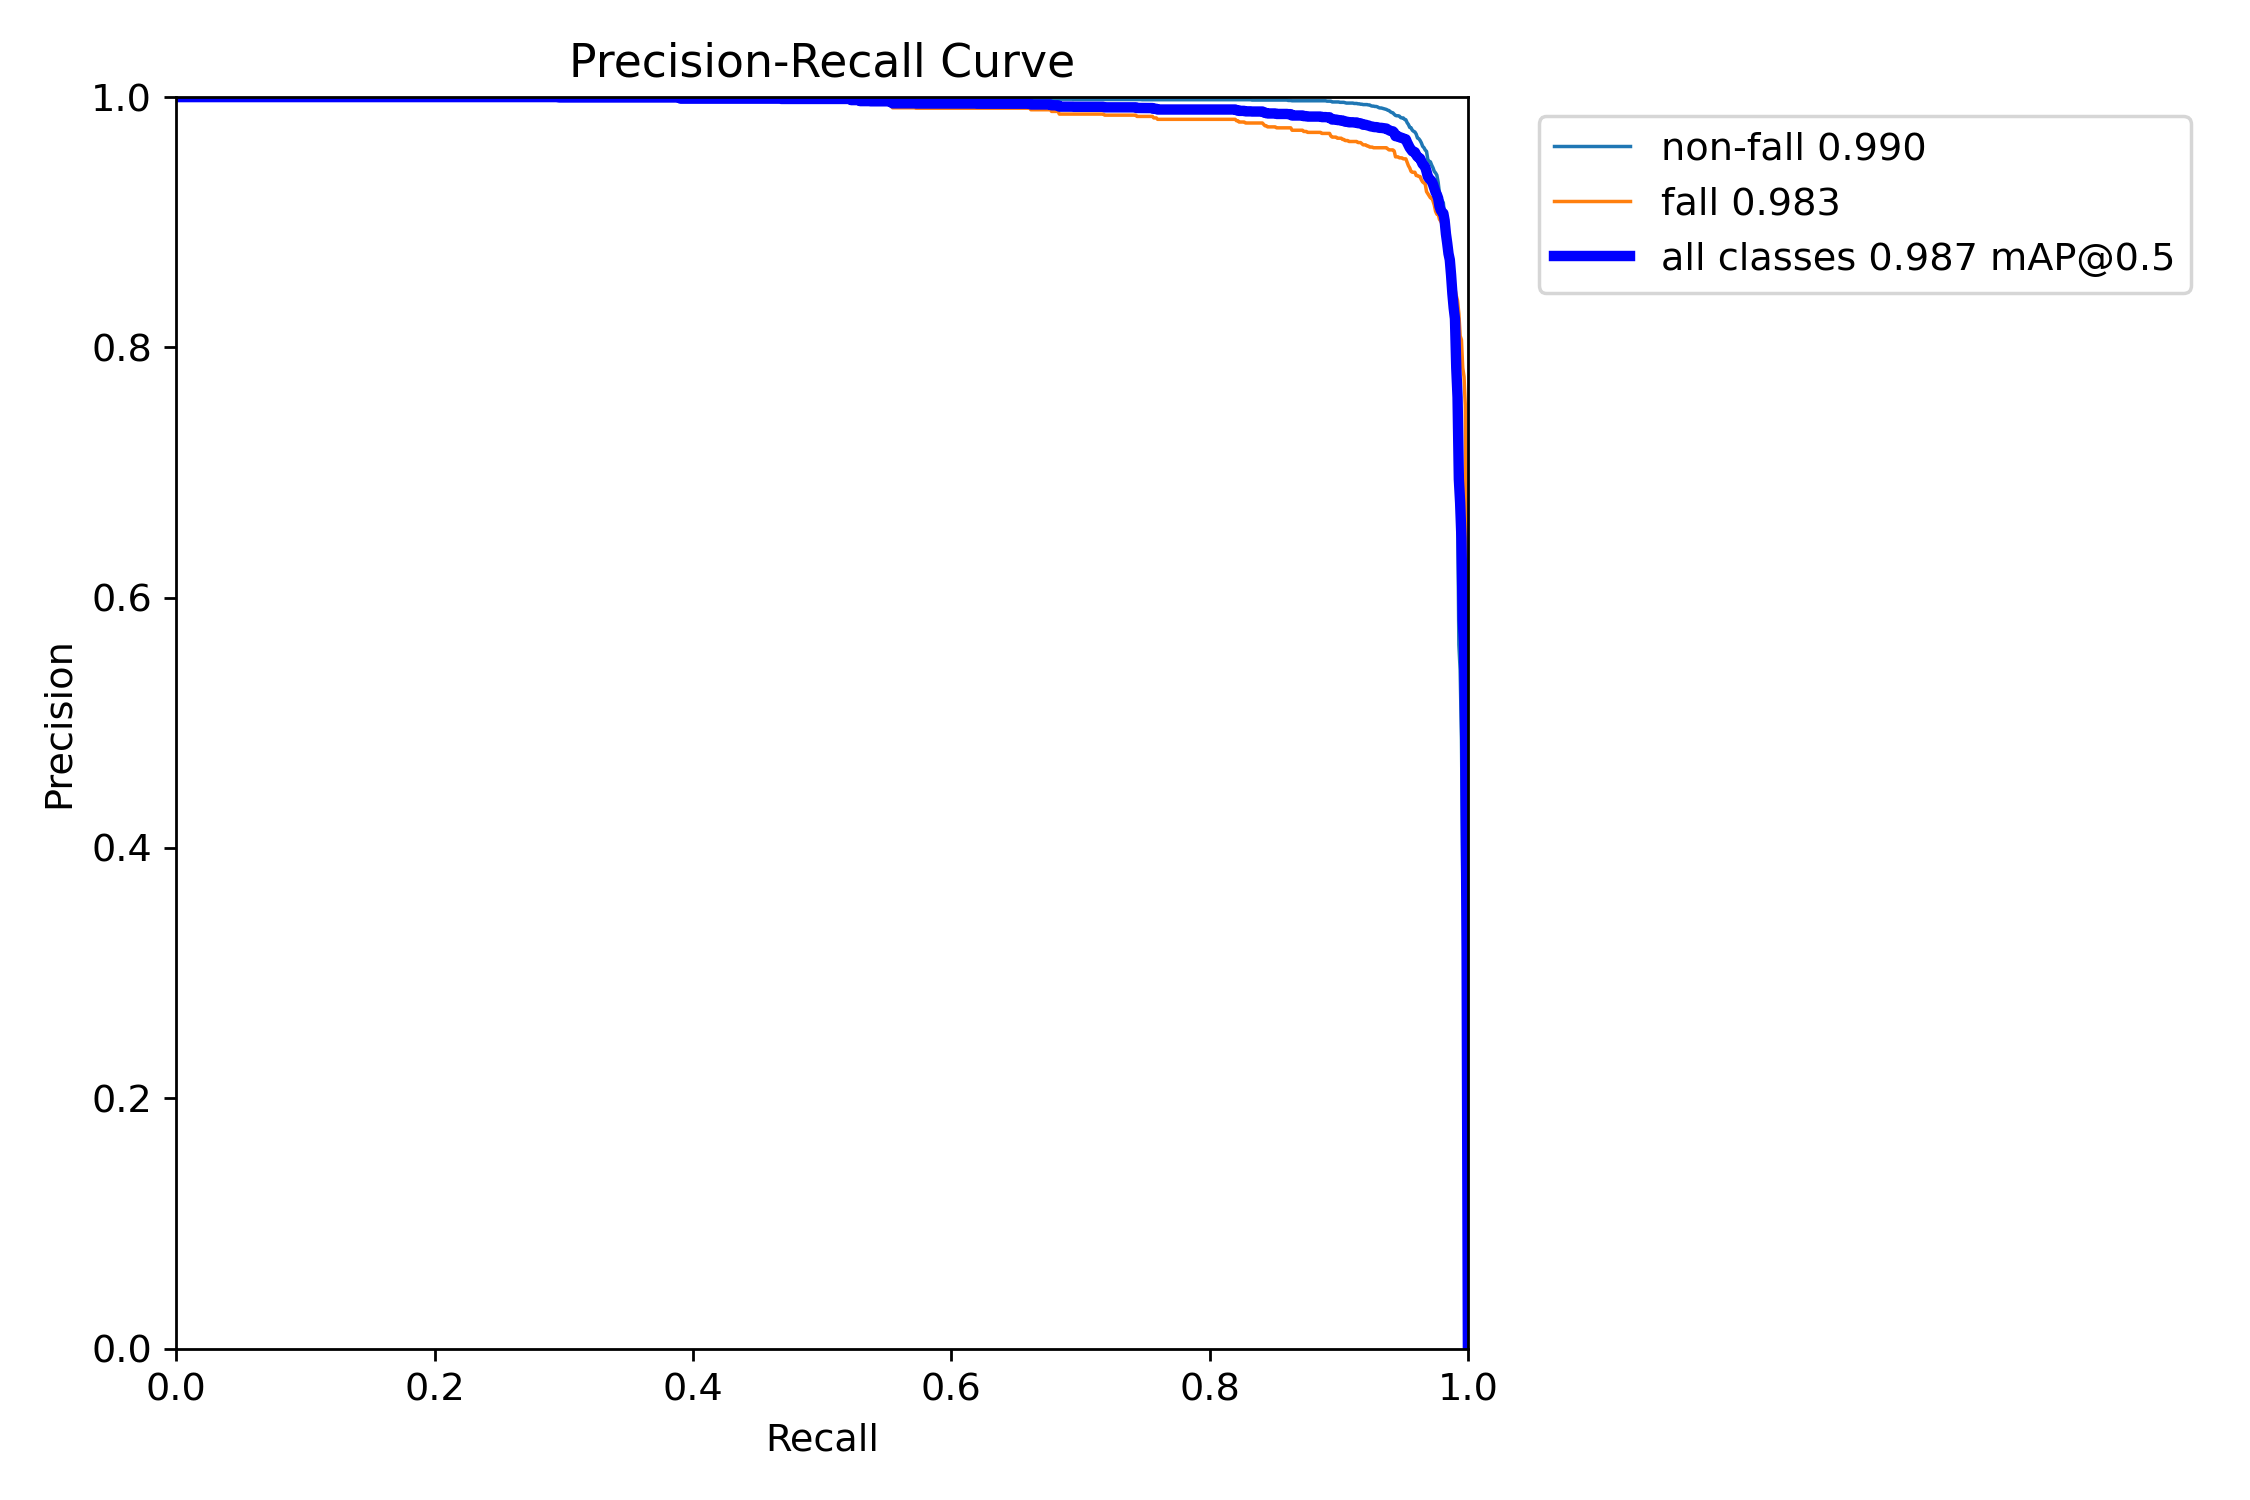 Precision-Recall Curve
1.0
0.8
0.6
0.4
0.2
0.0
Precision
0.0 0.2 0.4 0.6 0.8 1.0
Recall
non-fall 0.990
fall 0.983
all classes 0.987 mAP@0.5